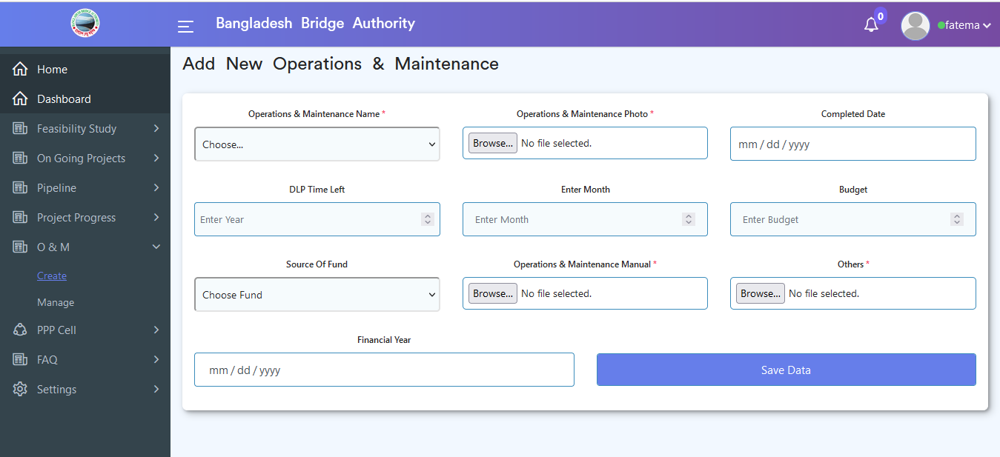 Bangladesh Bridge Authority
0
fatema
Home
Dashboard
Feasibility Study
On Going Projects
Pipeline
Project Progress
O & M
Create
Manage
PPP Cell
FAQ
Settings
Add New Operations & Maintenance
Operations & Maintenance Name *
Choose...
Operations & Maintenance Photo *
Browse... No file selected.
Completed Date
mm / dd / yyyy
DLP Time Left
Enter Year
Enter Month
Enter Month
Budget
Enter Budget
Source Of Fund
Choose Fund
Operations & Maintenance Manual *
Browse... No file selected.
Others *
Browse... No file selected.
Financial Year
mm / dd / yyyy
Save Data